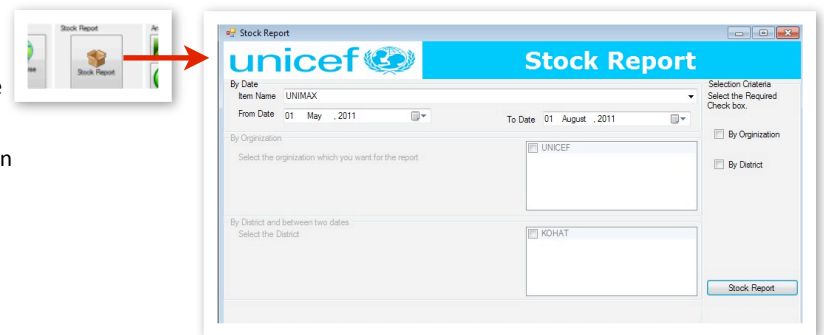 Stock Report
Stock Report
e
n
Stock Report
unicef
Stock Report
By Date
Item Name UNIMAX
From Date 01 May , 2011
To Date 01 August , 2011
By Orginization
Select the orginization which you want for the report
UNICEF
By District and between two dates
Select the District
KOHAT
Selection Criateria
Select the Required
Check box.
By Orginization
By District
Stock Report